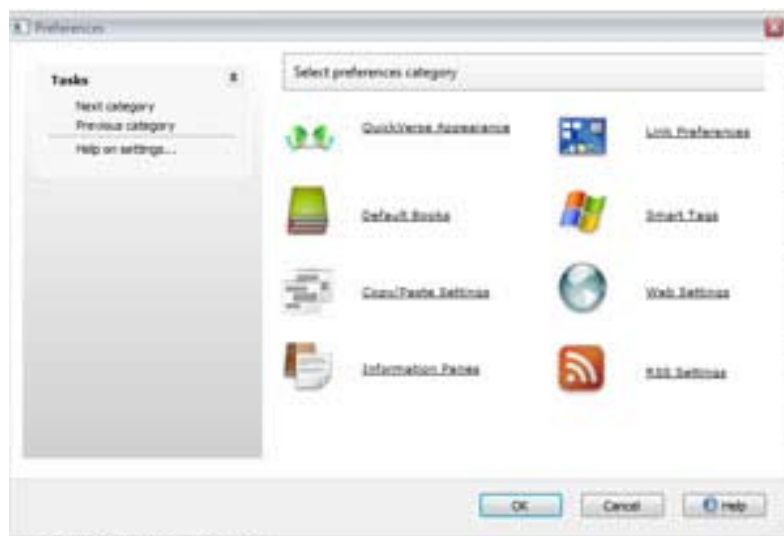 Preferences
Tasks
Next category
Previous category
Help on settings...
Select preferences category
QuickVerse Appearance
Link Preferences
Default Books
Smart Tags
Copy/Paste Settings
Web Settings
Information Panes
RSS Settings
OK
Cancel
Help